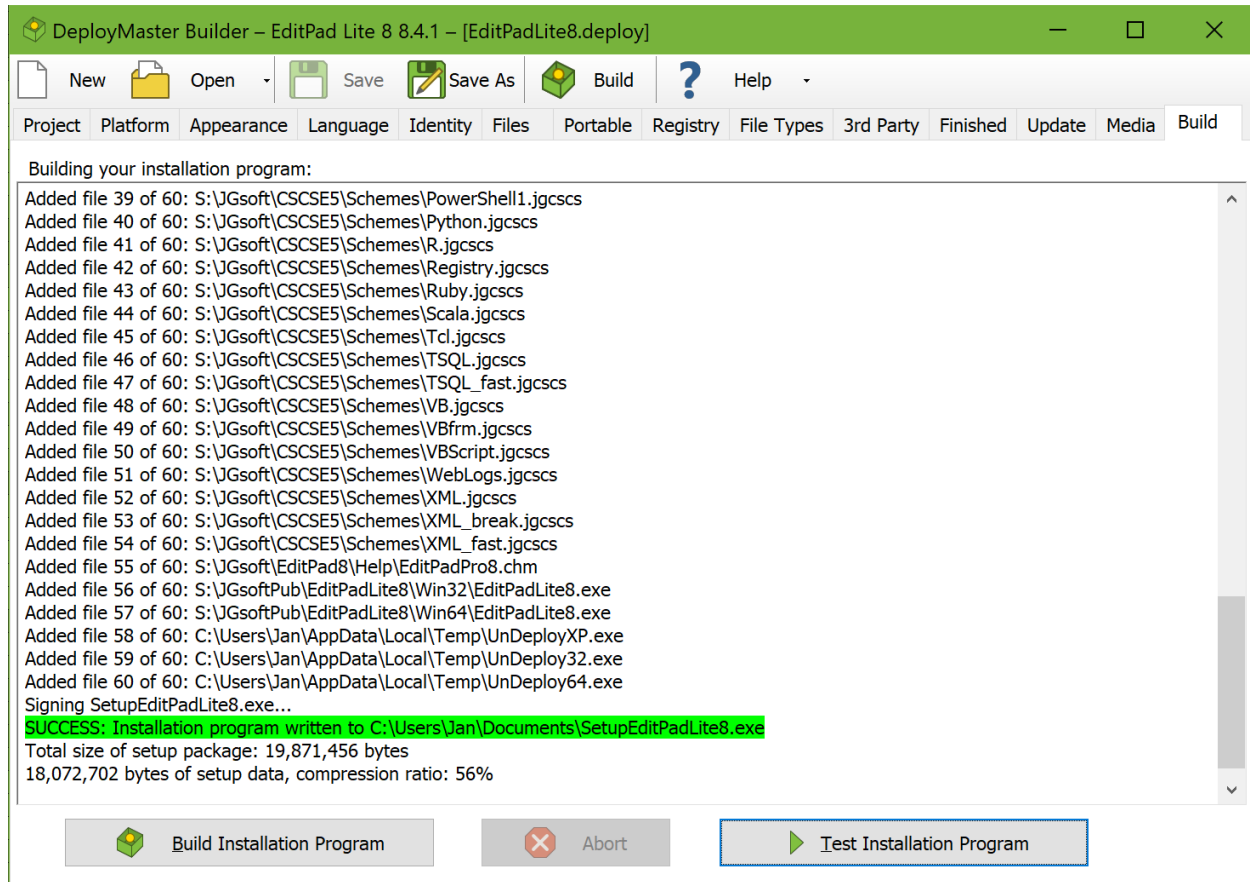 DeployMaster Builder – EditPad Lite 8 8.4.1 – [EditPadLite8.deploy]
New Open Save Save As Build Help
Project Platform Appearance Language Identity Files Portable Registry File Types 3rd Party Finished Update Media Build
Building your installation program:
Added file 39 of 60: S:\JGsoft\CSCSE5\Schemes\PowerShell1.jgcscs
Added file 40 of 60: S:\JGsoft\CSCSE5\Schemes\Python.jgcscs
Added file 41 of 60: S:\JGsoft\CSCSE5\Schemes\R.jgcscs
Added file 42 of 60: S:\JGsoft\CSCSE5\Schemes\Registry.jgcscs
Added file 43 of 60: S:\JGsoft\CSCSE5\Schemes\Ruby.jgcscs
Added file 44 of 60: S:\JGsoft\CSCSE5\Schemes\Scala.jgcscs
Added file 45 of 60: S:\JGsoft\CSCSE5\Schemes\Tcl.jgcscs
Added file 46 of 60: S:\JGsoft\CSCSE5\Schemes\TSQL.jgcscs
Added file 47 of 60: S:\JGsoft\CSCSE5\Schemes\TSQL_fast.jgcscs
Added file 48 of 60: S:\JGsoft\CSCSE5\Schemes\VB.jgcscs
Added file 49 of 60: S:\JGsoft\CSCSE5\Schemes\VBfrm.jgcscs
Added file 50 of 60: S:\JGsoft\CSCSE5\Schemes\VBScript.jgcscs
Added file 51 of 60: S:\JGsoft\CSCSE5\Schemes\WebLogs.jgcscs
Added file 52 of 60: S:\JGsoft\CSCSE5\Schemes\XML.jgcscs
Added file 53 of 60: S:\JGsoft\CSCSE5\Schemes\XML_break.jgcscs
Added file 54 of 60: S:\JGsoft\CSCSE5\Schemes\XML_fast.jgcscs
Added file 55 of 60: S:\JGsoft\EditPad8\Help\EditPadPro8.chm
Added file 56 of 60: S:\JGsoftPub\EditPadLite8\Win32\EditPadLite8.exe
Added file 57 of 60: S:\JGsoftPub\EditPadLite8\Win64\EditPadLite8.exe
Added file 58 of 60: C:\Users\Jan\AppData\Local\Temp\UnDeployXP.exe
Added file 59 of 60: C:\Users\Jan\AppData\Local\Temp\UnDeploy32.exe
Added file 60 of 60: C:\Users\Jan\AppData\Local\Temp\UnDeploy64.exe
Signing SetupEditPadLite8.exe...
SUCCESS: Installation program written to C:\Users\Jan\Documents\SetupEditPadLite8.exe
Total size of setup package: 19,871,456 bytes
18,072,702 bytes of setup data, compression ratio: 56%
Build Installation Program Abort Test Installation Program